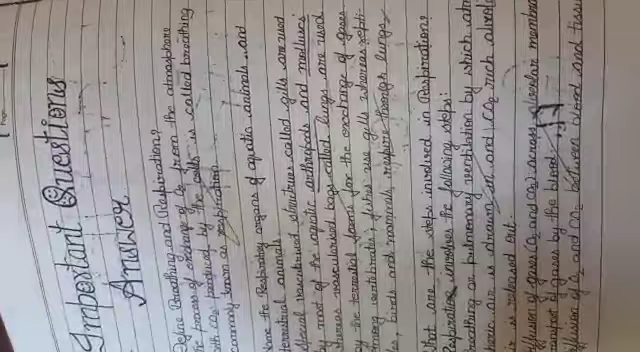 Important Questions
Answer
Define Breathing and Respiration?
the process of exchange of O₂ from the atmosphere
with CO₂ produced by the cells is called breathing
commonly known as respiration
Name the Respiratory organs of aquatic animals and
terrestrial animals
special vascularised structures called gills are used
by most of the aquatic arthropods and molluscs
whereas vascularised bags called lungs are used
by the terrestrial forms for the exchange of gases
Among vertebrates, fishes use gills whereas repti-
les, birds and mammals respire through lungs
What are the steps involved in Respiration?
Respiration involves the following steps:
breathing or pulmonary ventilation by which atm
heric air is drawn in and CO₂ rich alveola
air is released out.
diffusion of gases (O₂ and CO₂) across alveolar membra
transport of gases by the blood
diffusion of O₂ and CO₂ between blood and tissu